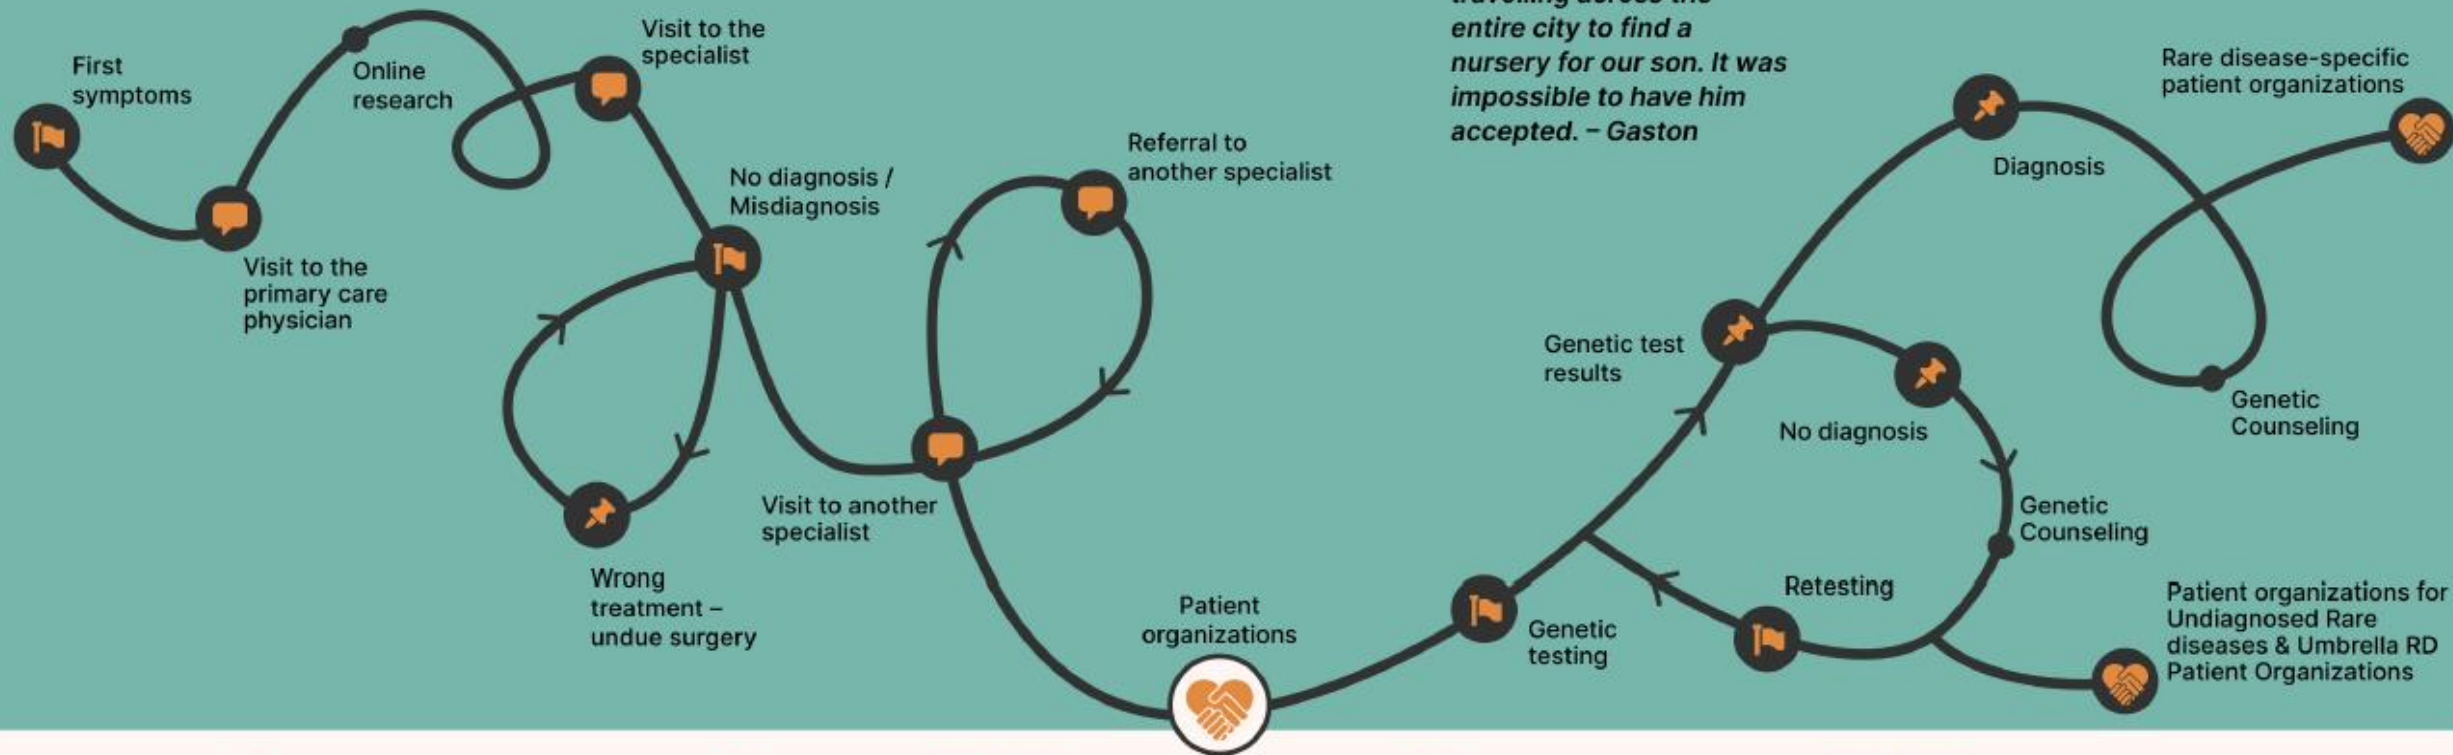 First
symptoms
Visit to the
primary care
physician
Online
research
Visit to the
specialist
No diagnosis /
Misdiagnosis
Wrong
treatment –
undue surgery
Visit to another
specialist
Referral to
another specialist
Patient
organizations
travelling across the
entire city to find a
nursery for our son. It was
impossible to have him
accepted. – Gaston
Genetic
testing
Genetic test
results
No diagnosis
Genetic
Counseling
Retesting
Patient organizations for
Undiagnosed Rare
diseases & Umbrella RD
Patient Organizations
Diagnosis
Genetic
Counseling
Rare disease-specific
patient organizations